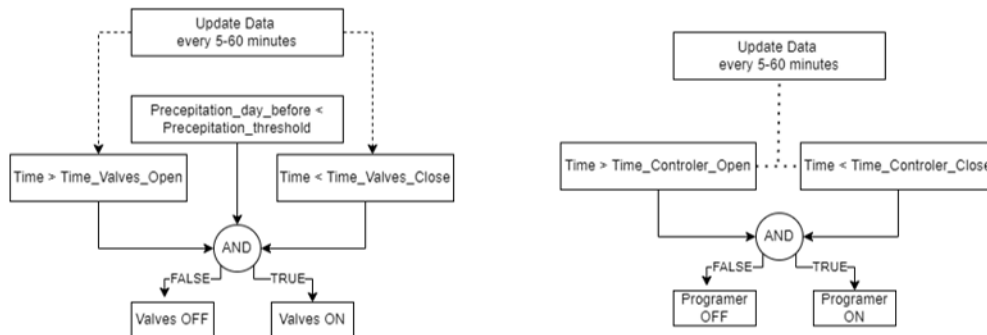 Update Data
every 5-60 minutes
Precepitation_day_before <
Precepitation_threshold
Time > Time_Valves_Open
Time < Time_Valves_Close
AND
FALSE
TRUE
Valves OFF
Valves ON
Update Data
every 5-60 minutes
Time > Time_Controler_Open
Time < Time_Controler_Close
AND
FALSE
TRUE
Programer
OFF
Programer
ON